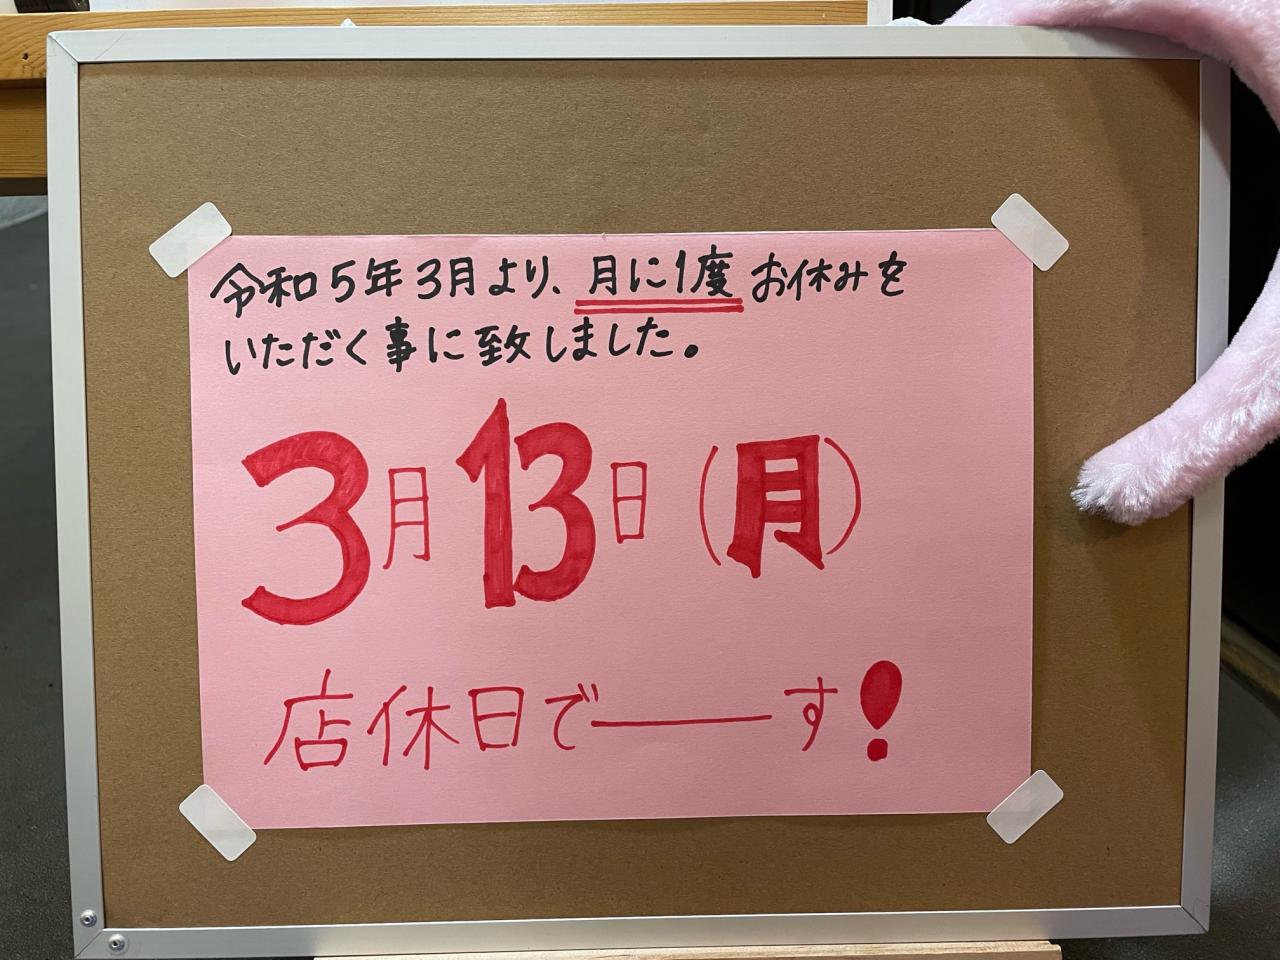 令和5年3月より、月に1度お休みを
いただく事に致しました。
3月13日(月)
店休日で―――す!